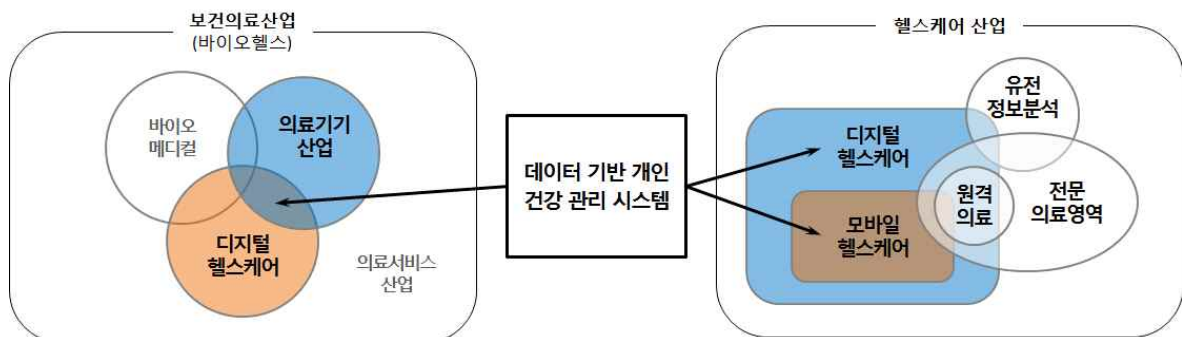 보건의료산업
(바이오헬스)
바이오
메디컬
의료기기
산업
디지털
헬스케어
의료서비스
산업
데이터 기반 개인
건강 관리 시스템
헬스케어 산업
유전
정보분석
디지털
헬스케어
원격
의료
전문
의료영역
모바일
헬스케어